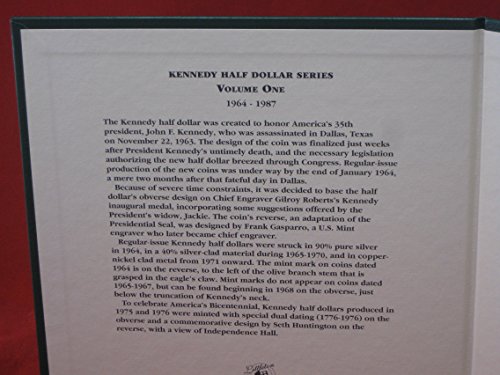 KENNEDY HALF DOLLAR SERIES
VOLUME ONE
1964 - 1987
The Kennedy half dollar was created to honor America's 35th
president, John F. Kennedy, who was assassinated in Dallas, Texas
on November 22, 1963. The design of the coin was finalized just weeks
after President Kennedy's untimely death, and the necessary legislation
authorizing the new half dollar breezed through Congress. Regular-issue
production of the new coins was under way by the end of January 1964,
a mere two months after that fateful day in Dallas.
Because of severe time constraints, it was decided to base the half
dollar's obverse design on Chief Engraver Gilroy Roberts's Kennedy
inaugural medal, incorporating some suggestions offered by the
President's widow, Jackie. The coin's reverse, an adaptation of the
Presidential Seal, was designed by Frank Gasparro, a U.S. Mint
engraver who later became chief engraver.
Regular-issue Kennedy half dollars were struck in 90% pure silver
in 1964, in a 40% silver-clad material during 1965-1970, and in copper-
nickel clad metal from 1971 onward. The mint mark on coins dated
1964 is on the reverse, to the left of the olive branch stem that is
grasped in the eagle's claw. Mint marks do not appear on coins dated
1965-1967, but can be found beginning in 1968 on the obverse, just
below the truncation of Kennedy's neck.
To celebrate America's Bicentennial, Kennedy half dollars produced in
1975 and 1976 were minted with special dual dating (1776-1976) on the
obverse and a commemorative design by Seth Huntington on the
reverse, with a view of Independence Hall.
Littleton